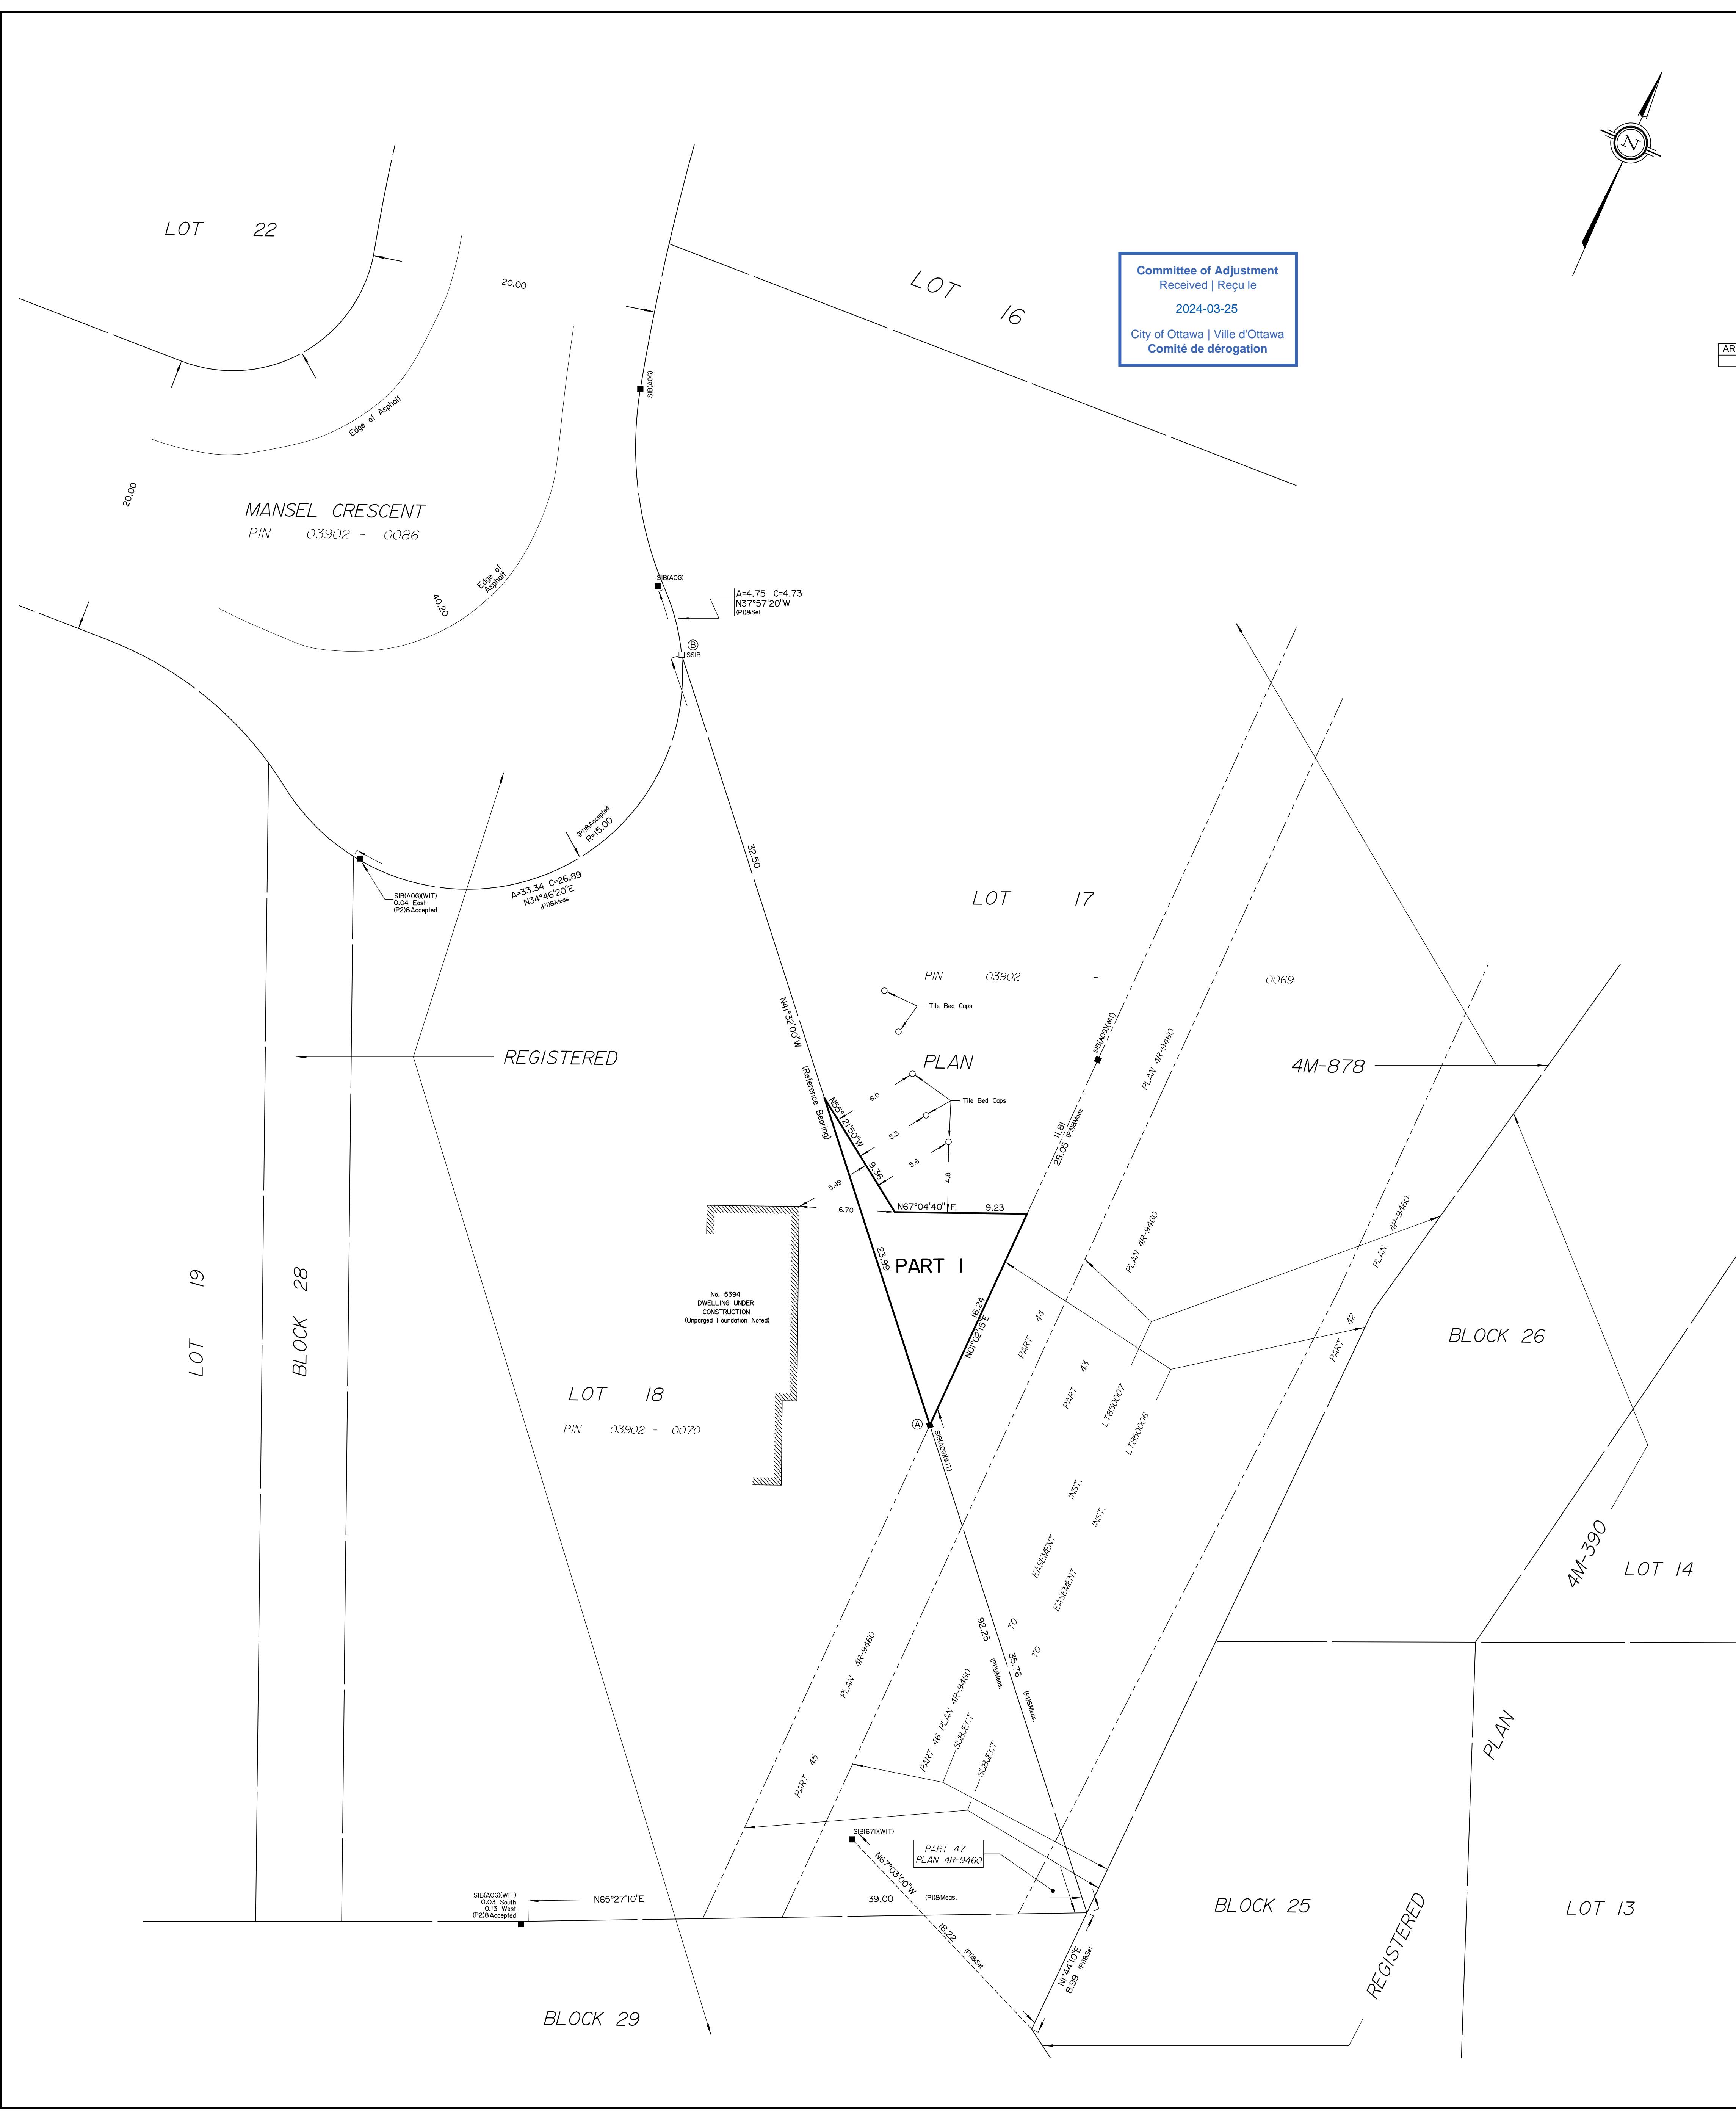 LOT 22
20.00
LOT 16
Committee of Adjustment
Received | Reçu le
2024-03-25
City of Ottawa | Ville d'Ottawa
Comité de dérogation
AR
N
SIB(AOG)
Edge of Asphalt
20.00
MANSEL CRESCENT
PIN 03902 - 0086
Edge of
Asphalt
40.20
SIB(AOG)
A=4.75 C=4.73
N37°57'20"W
(P1)&Set
B
SSIB
(P1)&Accepted
R=15.00
32.50
SIB(AOG)(WIT)
0.04 East
(P2)&Accepted
A=33.34 C=26.89
N34°46'20"E
(P1)&Meas
LOT 17
PIN 03902 - 0069
Tile Bed Caps
N41°32'00"W
(Reference Bearing)
SIB(AOG)(WIT)
PLAN 4R-9460
REGISTERED
PLAN
4M-878
N55°21'50"W
9.36
6.0
5.3
5.6
4.8
Tile Bed Caps
11.81
28.05 (P3)&Meas
5.49
6.70
N67°04'40"E 9.23
PLAN 4R-9460
PLAN 4R-9460
23.99
PART 1
No. 5394
DWELLING UNDER
CONSTRUCTION
(Unparged Foundation Noted)
16.24
N01°02'15"E
PART 44
PART 43
PART 42
LOT 19
BLOCK 28
BLOCK 26
LOT 18
PIN 03902 - 0070
A
SIB(AOG)(WIT)
SUBJECT TO EASEMENT INST. LT850007
SUBJECT TO EASEMENT INST. LT850006
4M-390
LOT 14
92.25 (P1)&Meas.
35.76 (P1)&Meas.
PLAN 4R-9460
PART 45
PART 46 PLAN 4R-9460
PLAN
SIB(671)(WIT)
PART 47
PLAN 4R-9460
N67°03'00"W
18.22 (P1)&Set
SIB(AOG)(WIT)
0.03 South
0.13 West
(P2)&Accepted
N65°27'10"E
39.00 (P1)&Meas.
N1°44'10"E
8.99 (P1)&Set
BLOCK 25
REGISTERED
LOT 13
BLOCK 29